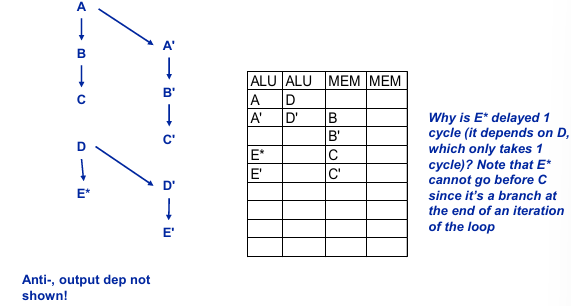 A
A'
B
B'
C
C'
D
D'
E*
E'
Anti-, output dep not
shown!
ALU ALU MEM MEM
A D
A' D' B
B'
E* C
E' C'
Why is E* delayed 1
cycle (it depends on D,
which only takes 1
cycle)? Note that E*
cannot go before C
since it's a branch at
the end of an iteration
of the loop